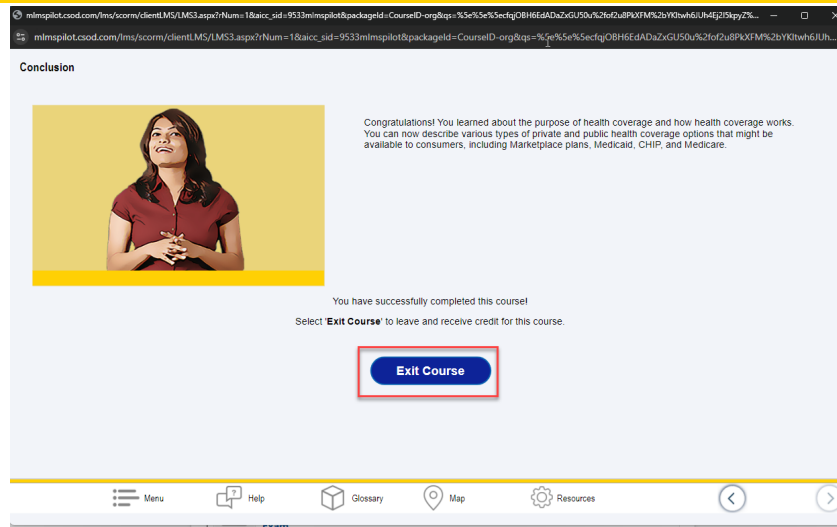 mlmspilot.csod.com/lms/scorm/clientLMS/LMS3.aspx?rNum=1&aicc_sid=9533mlmspilot&packageId=CourseID-org&qs=%5e%5e%5ecfqjOBH6EdADaZxGU50u%2fof2u8PkXFM%2bYKltwh6JUh4Ej2I5kpyZ%...
mlmspilot.csod.com/lms/scorm/clientLMS/LMS3.aspx?rNum=1&aicc_sid=9533mlmspilot&packageId=CourseID-org&qs=%5e%5e%5ecfqjOBH6EdADaZxGU50u%2fof2u8PkXFM%2bYKltwh6JUh...
Conclusion
Congratulations! You learned about the purpose of health coverage and how health coverage works.
You can now describe various types of private and public health coverage options that might be
available to consumers, including Marketplace plans, Medicaid, CHIP, and Medicare.
You have successfully completed this course!
Select 'Exit Course' to leave and receive credit for this course.
Exit Course
Menu Help Glossary Map Resources